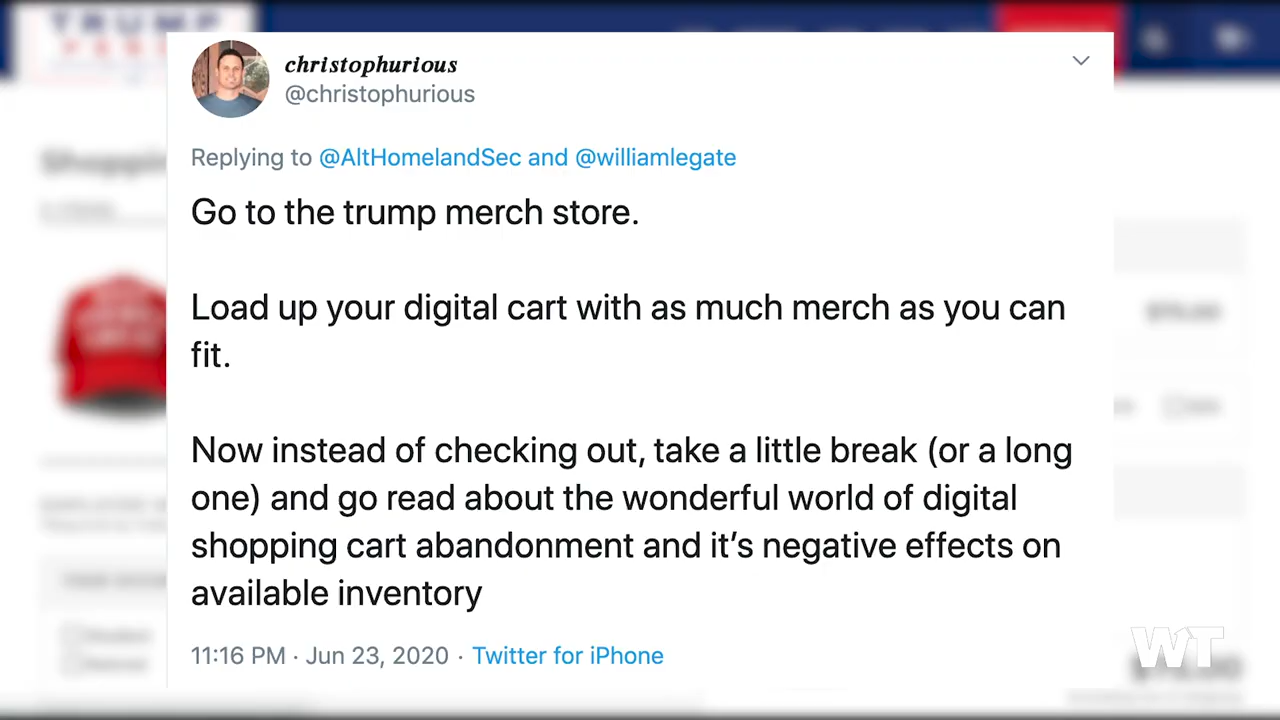 TRUMP
christophurious
@christophurious
Replying to @AltHomelandSec and @williamlegate
Go to the trump merch store.
Load up your digital cart with as much merch as you can
fit.
Now instead of checking out, take a little break (or a long
one) and go read about the wonderful world of digital
shopping cart abandonment and it’s negative effects on
available inventory
11:16 PM · Jun 23, 2020 · Twitter for iPhone
WT